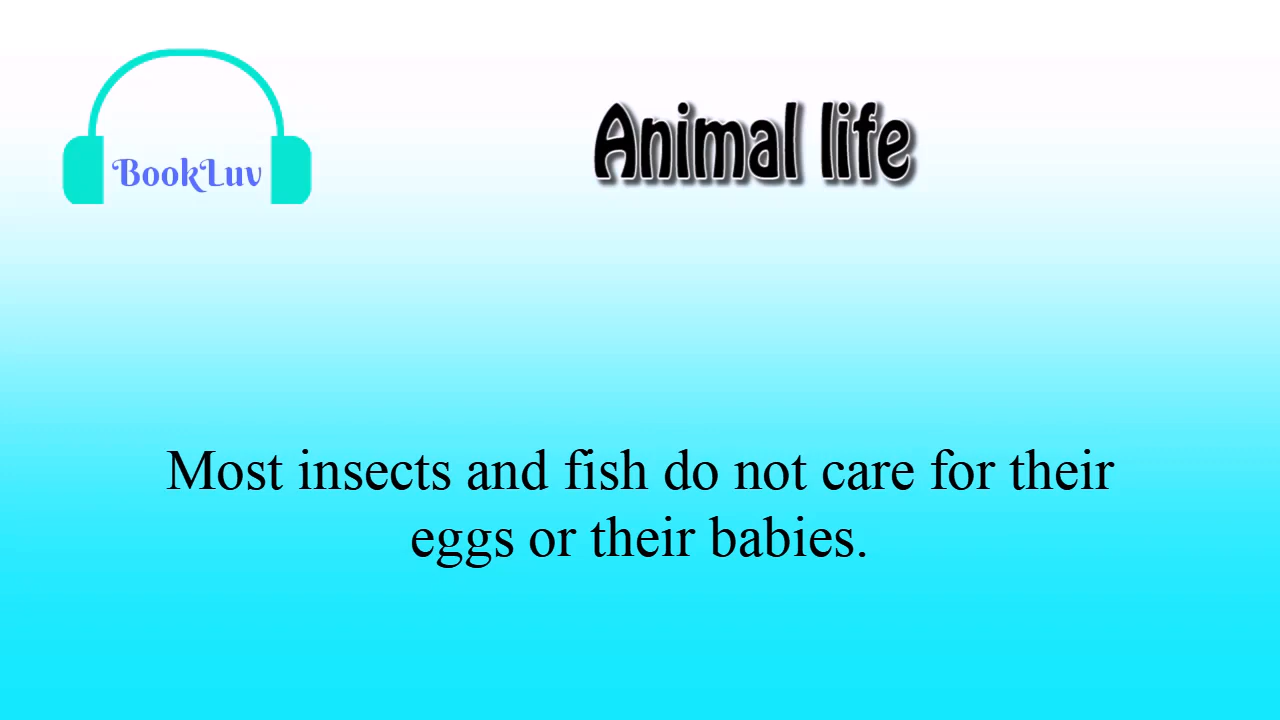 BookLuv
Animal life
Most insects and fish do not care for their
eggs or their babies.